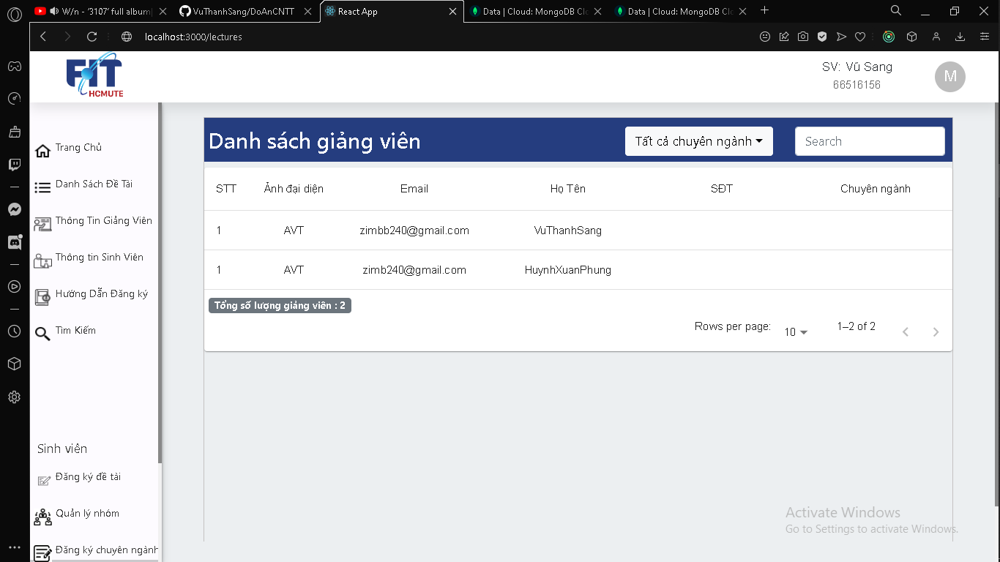 W/n - ‘3107’ full album|
VuThanhSang/DoAnCNTT
React App
Data | Cloud: MongoDB Clo
Data | Cloud: MongoDB Clo
localhost:3000/lectures
FIT
HCMUTE
SV: Vũ Sang
66516156
M
Trang Chủ
Danh Sách Đề Tài
Thông Tin Giảng Viên
Thông tin Sinh Viên
Hướng Dẫn Đăng ký
Tìm Kiếm
Sinh viên
Đăng ký đề tài
Quản lý nhóm
Đăng ký chuyên ngành
Danh sách giảng viên
Tất cả chuyên ngành
Search
STT Ảnh đại diện Email Họ Tên SĐT Chuyên ngành
1 AVT zimbb240@gmail.com VuThanhSang
1 AVT zimb240@gmail.com HuynhXuanPhung
Tổng số lượng giảng viên : 2
Rows per page: 10 1–2 of 2
Activate Windows
Go to Settings to activate Windows.